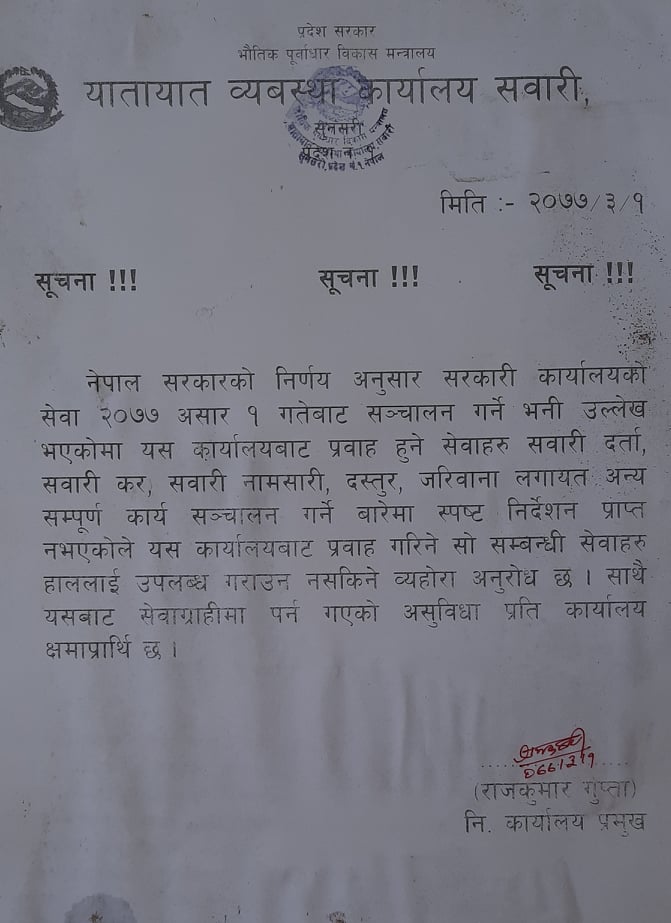 प्रदेश सरकार
भौतिक पूर्वाधार विकास मन्त्रालय
यातायात व्यबस्था कार्यालय सवारी,
सुनसरी
मिति :- २०७७/३/१
सूचना !!! सूचना !!! सूचना !!!
नेपाल सरकारको निर्णय अनुसार सरकारी कार्यालयको
सेवा २०७७ असार १ गतेबाट सञ्चालन गर्ने भनी उल्लेख
भएकोमा यस कार्यालयबाट प्रवाह हुने सेवाहरु सवारी दर्ता,
सवारी कर, सवारी नामसारी, दस्तुर, जरिवाना लगायत अन्य
सम्पूर्ण कार्य सञ्चालन गर्ने बारेमा स्पष्ट निर्देशन प्राप्त
नभएकोले यस कार्यालयबाट प्रवाह गरिने सो सम्बन्धी सेवाहरु
हाललाई उपलब्ध गराउन नसकिने व्यहोरा अनुरोध छ । साथै
यसबाट सेवाग्राहीमा पर्न गएको असुविधा प्रति कार्यालय
क्षमाप्रार्थि छ ।
(राजकुमार गुप्ता)
नि. कार्यालय प्रमुख